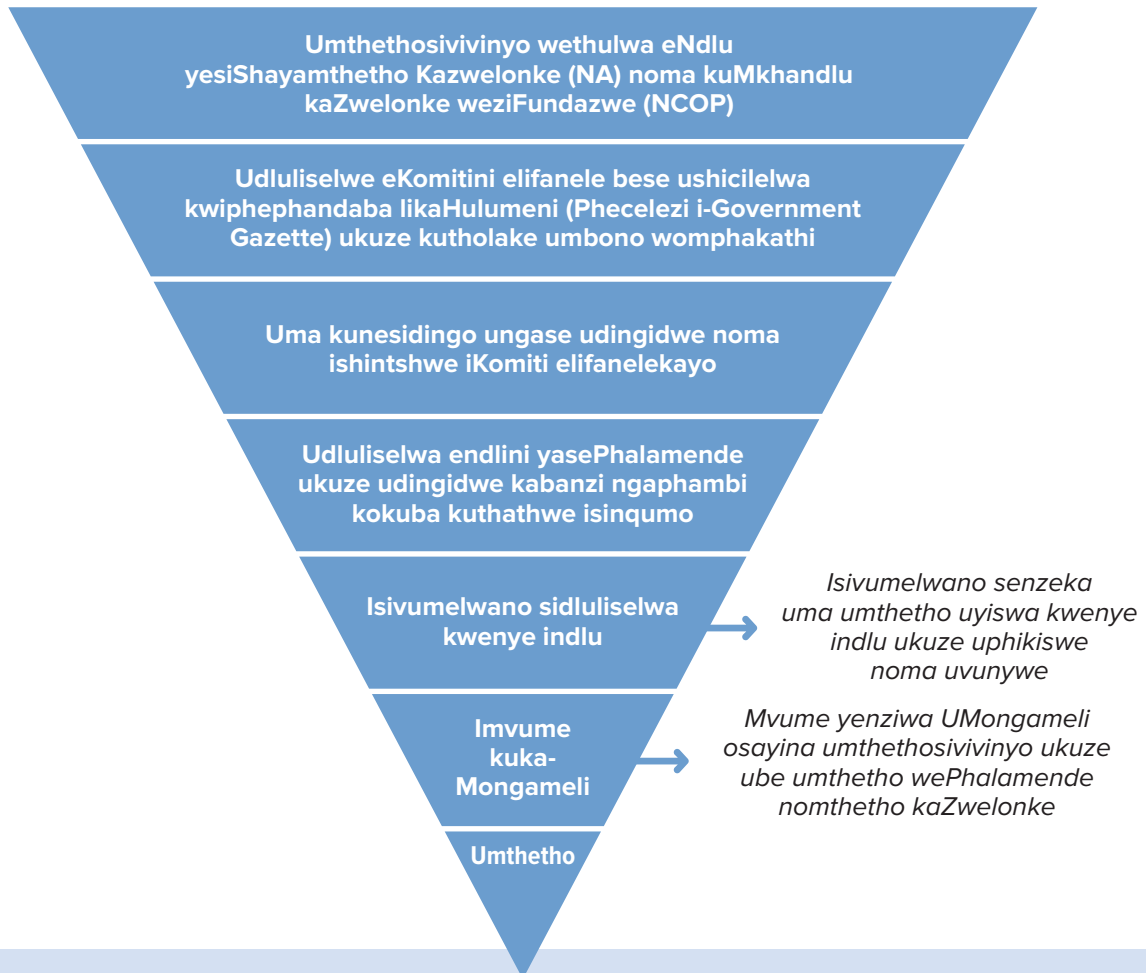 Umthethosivivinyo wethulwa eNdlu
yesiShayamthetho Kazwelonke (NA) noma kuMkhandlu
kaZwelonke weziFundazwe (NCOP)
Udluliselwe eKomitini elifanele bese ushicilelwa
kwiphephandaba likaHulumeni (Phecelezi i-Government
Gazette) ukuze kutholake umbono womphakathi
Uma kunesidingo ungase udingidwe noma
ishintshwe iKomiti elifanelekayo
Udluliselwa endlini yasePhalamende
ukuze udingidwe kabanzi ngaphambi
kokuba kuthathwe isinqumo
Isivumelwano sidluliselwa
kwenye indlu
Isivumelwano senzeka
uma umthetho uyiswa kwenye
indlu ukuze uphikiswe
noma uvunywe
Imvume
kuka-
Mongameli
Mvume yenziwa UMongameli
osayina umthethosivivinyo ukuze
ube umthetho wePhalamende
nomthetho kaZwelonke
Umthetho